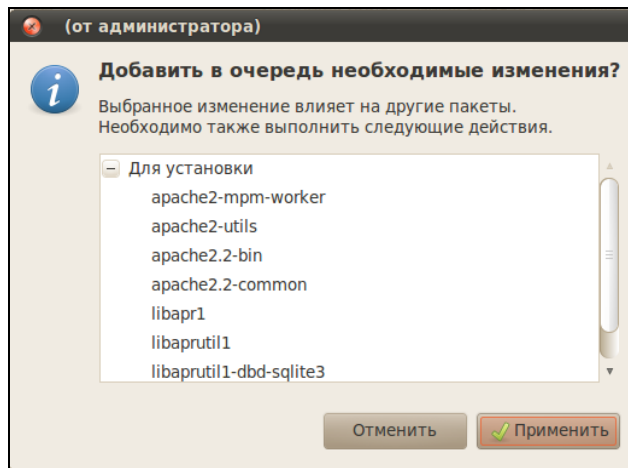 (от администратора)
Добавить в очередь необходимые изменения?
Выбранное изменение влияет на другие пакеты.
Необходимо также выполнить следующие действия.
Для установки
apache2-mpm-worker
apache2-utils
apache2.2-bin
apache2.2-common
libapr1
libaprutil1
libaprutil1-dbd-sqlite3
Отменить
Применить